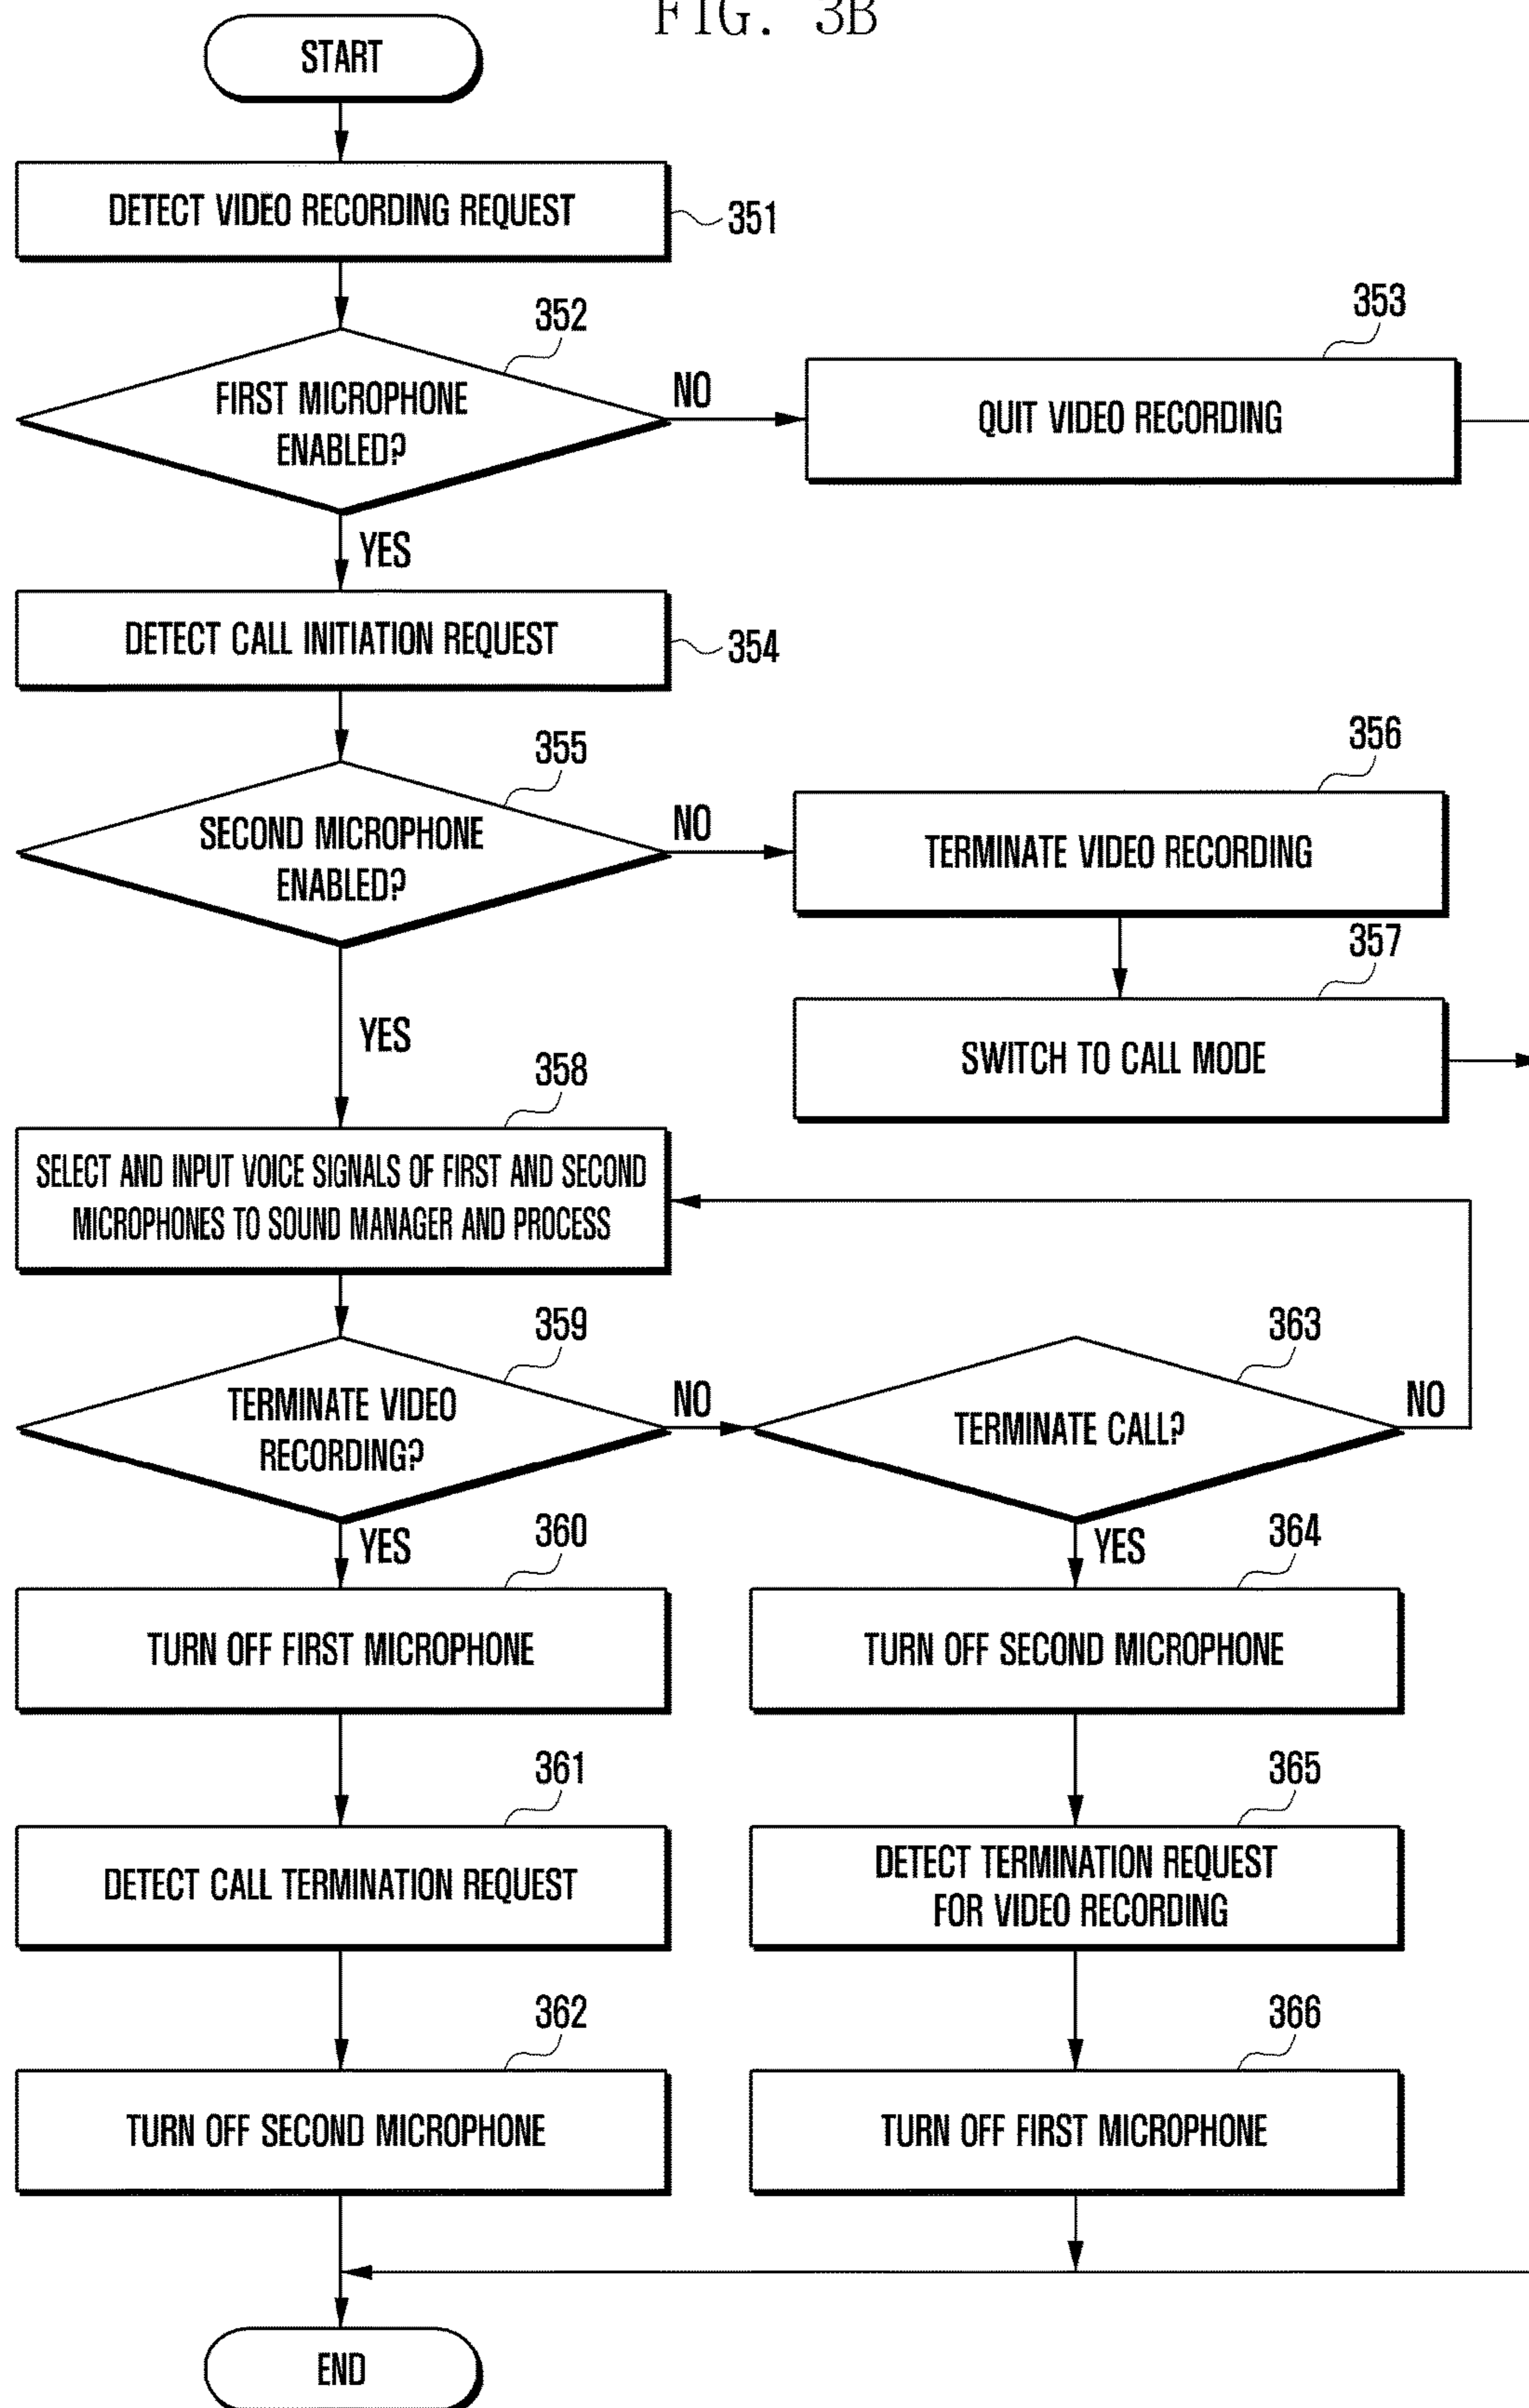 FIG. 3B
START
DETECT VIDEO RECORDING REQUEST
351
352
FIRST MICROPHONE
ENABLED?
NO
353
QUIT VIDEO RECORDING
YES
DETECT CALL INITIATION REQUEST
354
355
SECOND MICROPHONE
ENABLED?
NO
356
TERMINATE VIDEO RECORDING
357
SWITCH TO CALL MODE
YES
358
SELECT AND INPUT VOICE SIGNALS OF FIRST AND SECOND
MICROPHONES TO SOUND MANAGER AND PROCESS
359
TERMINATE VIDEO
RECORDING?
NO
363
TERMINATE CALL?
NO
YES
360
TURN OFF FIRST MICROPHONE
361
DETECT CALL TERMINATION REQUEST
362
TURN OFF SECOND MICROPHONE
YES
364
TURN OFF SECOND MICROPHONE
365
DETECT TERMINATION REQUEST
FOR VIDEO RECORDING
366
TURN OFF FIRST MICROPHONE
END